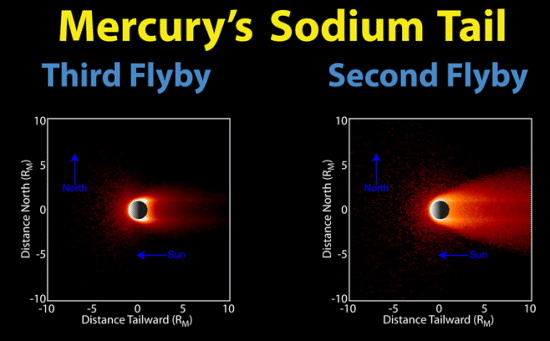 Mercury's Sodium Tail
Third Flyby
Second Flyby
Distance North (RM)
10
5
0
-5
-10
North
Sun
-10
-5
0
5
10
Distance Tailward (RM)
Distance North (RM)
10
5
0
-5
-10
North
Sun
-10
-5
0
5
10
Distance Tailward (RM)